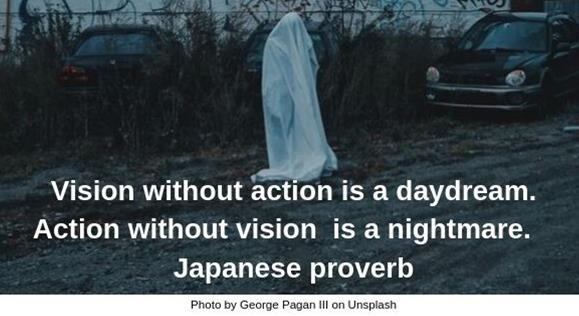 Vision without action is a daydream.
Action without vision  is a nightmare.
Japanese proverb
Photo by George Pagan III on Unsplash